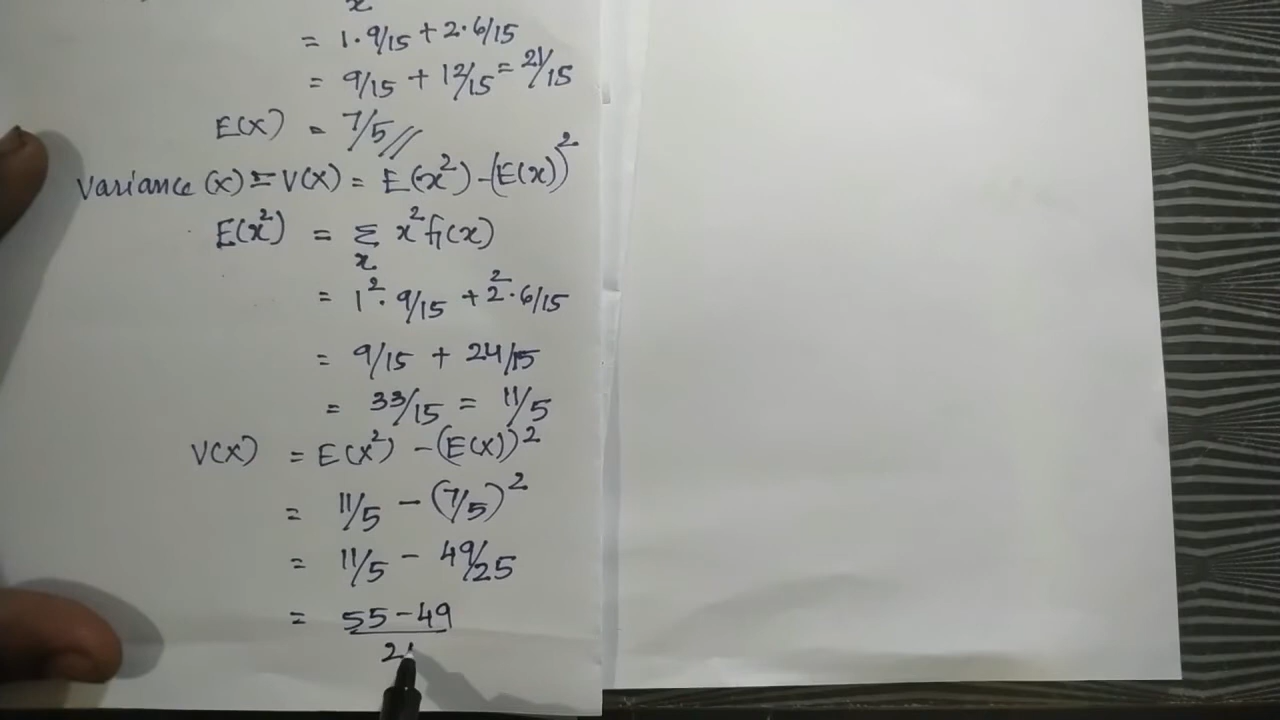 x
= 1·9/15 + 2·6/15
= 9/15 + 12/15 = 21/15
E(X) = 7/5 //
Variance (x) = V(X) = E(x²) - (E(x))²
E(x²) = Σ x² f₁(x)
x
= 1²· 9/15 + 2²· 6/15
= 9/15 + 24/15
= 33/15 = 11/5
V(X) = E(X²) - (E(X))²
= 11/5 - (7/5)²
= 11/5 - 49/25
= 55 - 49
2